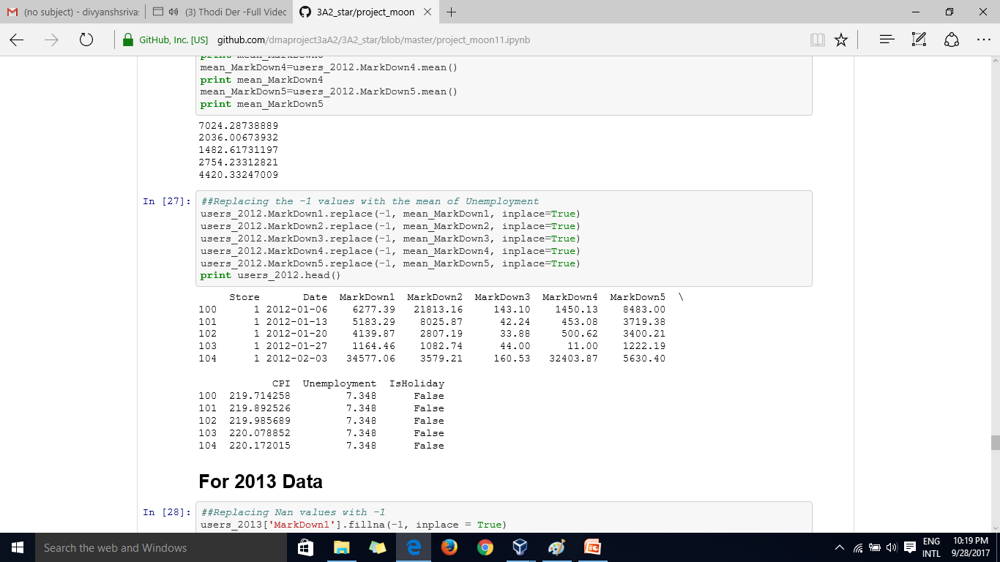 (no subject) - divyanshsriva
(3) Thodi Der -Full Videc
3A2_star/project_moon
GitHub, Inc. [US] github.com/dmaproject3aA2/3A2_star/blob/master/project_moon11.ipynb
mean_MarkDown4=users_2012.MarkDown4.mean()
print mean_MarkDown4
mean_MarkDown5=users_2012.MarkDown5.mean()
print mean_MarkDown5
7024.28738889
2036.00673932
1482.61731197
2754.23312821
4420.33247009
In [27]: ##Replacing the -1 values with the mean of Unemployment
users_2012.MarkDown1.replace(-1, mean_MarkDown1, inplace=True)
users_2012.MarkDown2.replace(-1, mean_MarkDown2, inplace=True)
users_2012.MarkDown3.replace(-1, mean_MarkDown3, inplace=True)
users_2012.MarkDown4.replace(-1, mean_MarkDown4, inplace=True)
users_2012.MarkDown5.replace(-1, mean_MarkDown5, inplace=True)
print users_2012.head()
Store Date MarkDown1 MarkDown2 MarkDown3 MarkDown4 MarkDown5 \
100 1 2012-01-06 6277.39 21813.16 143.10 1450.13 8483.00
101 1 2012-01-13 5183.29 8025.87 42.24 453.08 3719.38
102 1 2012-01-20 4139.87 2807.19 33.88 500.62 3400.21
103 1 2012-01-27 1164.46 1082.74 44.00 11.00 1222.19
104 1 2012-02-03 34577.06 3579.21 160.53 32403.87 5630.40
CPI Unemployment IsHoliday
100 219.714258 7.348 False
101 219.892526 7.348 False
102 219.985689 7.348 False
103 220.078852 7.348 False
104 220.172015 7.348 False
For 2013 Data
In [28]: ##Replacing Nan values with -1
users_2013['MarkDown1'].fillna(-1, inplace = True)
Search the web and Windows
ENG
INTL
10:19 PM
9/28/2017